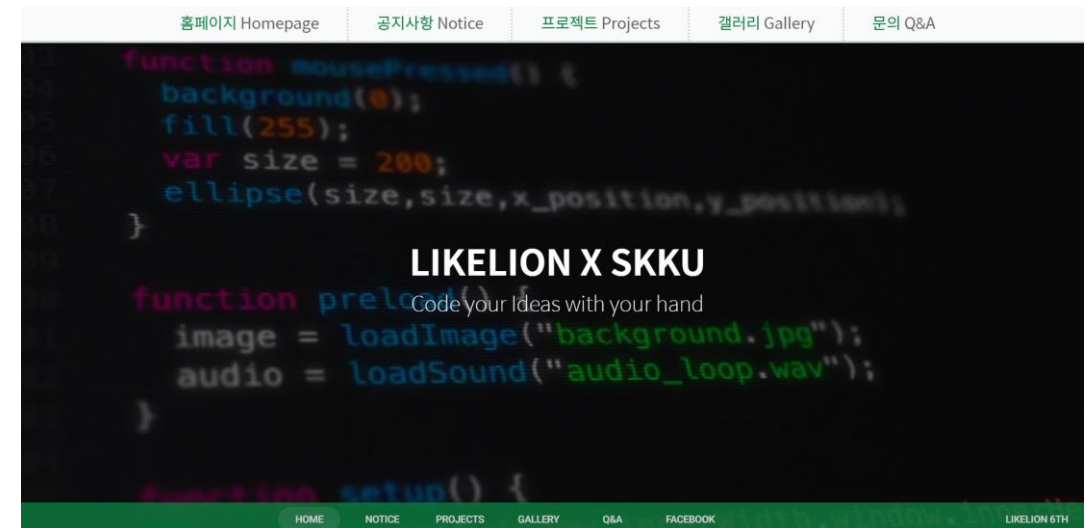 홈페이지 Homepage 공지사항 Notice 프로젝트 Projects 갤러리 Gallery 문의 Q&A
function mousePressed() {
background(0);
fill(255);
var size = 200;
ellipse(size,size,x_position,y_position);
}
LIKELION X SKKU
function preload() {
Code your Ideas with your hand
image = loadImage("background.jpg");
audio = loadSound("audio_loop.wav");
}
function setup() {
HOME NOTICE PROJECTS GALLERY Q&A FACEBOOK LIKELION 6TH